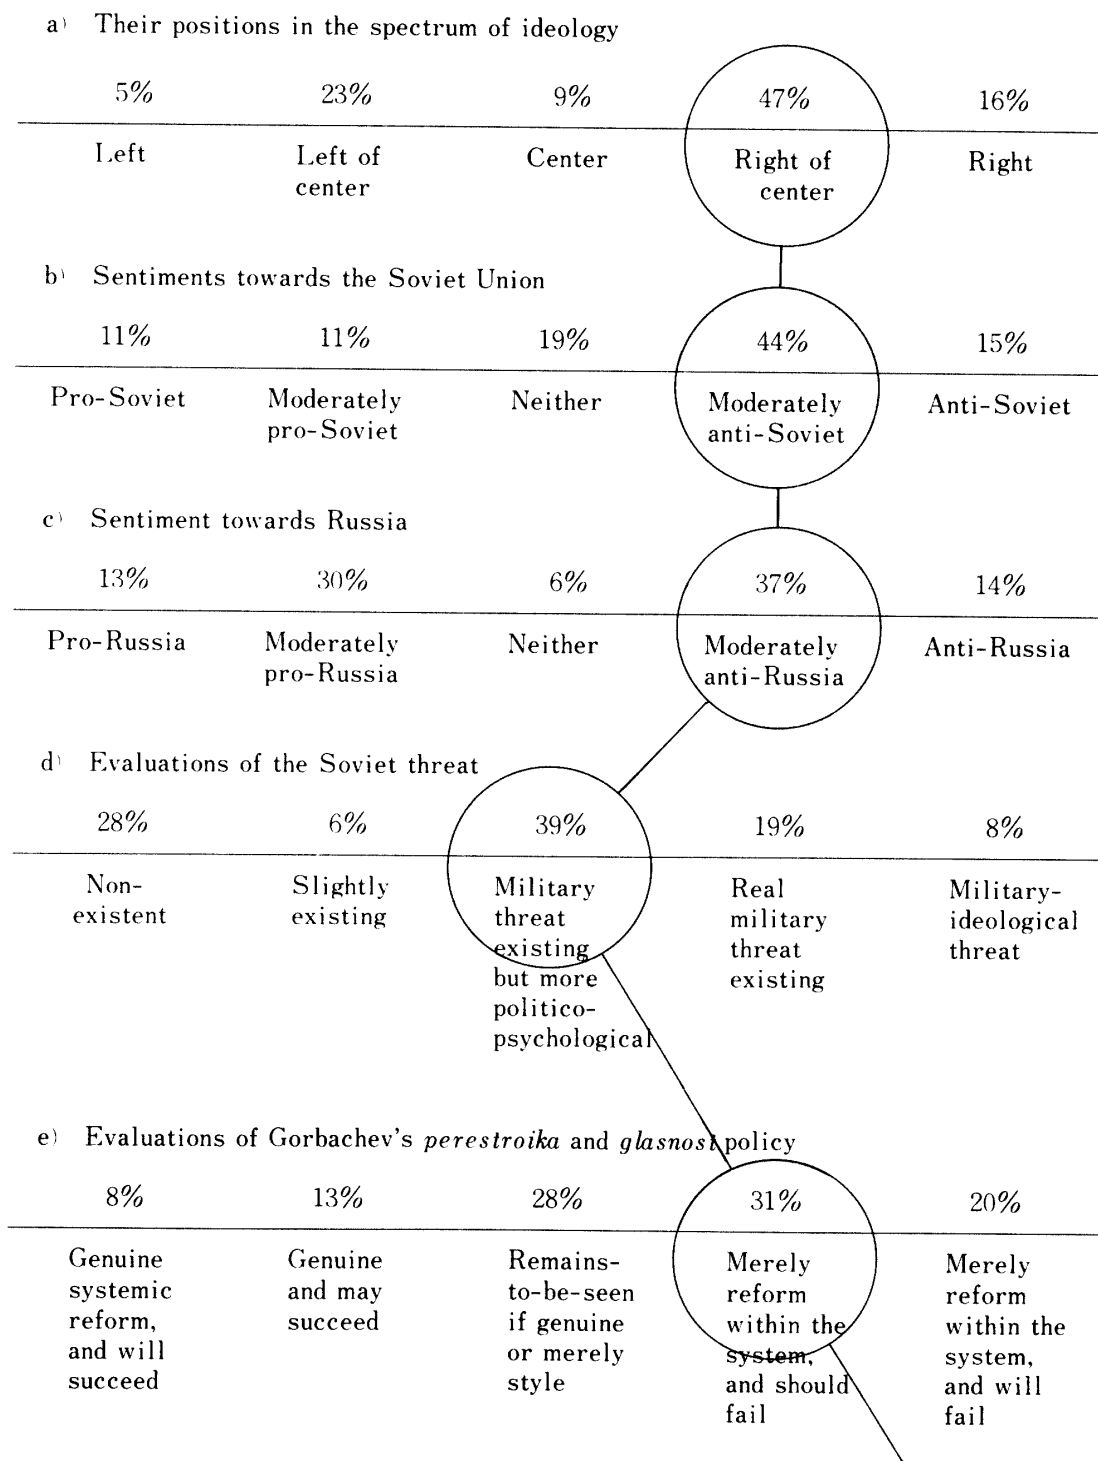 a) Their positions in the spectrum of ideology
5% 23% 9% 47% 16%
Left Left of Center Right of Right
center center
b) Sentiments towards the Soviet Union
11% 11% 19% 44% 15%
Pro-Soviet Moderately Neither Moderately Anti-Soviet
pro-Soviet anti-Soviet
c) Sentiment towards Russia
13% 30% 6% 37% 14%
Pro-Russia Moderately Neither Moderately Anti-Russia
pro-Russia anti-Russia
d) Evaluations of the Soviet threat
28% 6% 39% 19% 8%
Non- Slightly Military Real Military-
existent existing threat military ideological
existing threat threat
but more existing
politico-
psychological
e) Evaluations of Gorbachev's perestroika and glasnost policy
8% 13% 28% 31% 20%
Genuine Genuine Remains- Merely Merely
systemic and may to-be-seen reform reform
reform, succeed if genuine within the within the
and will or merely system, system,
succeed style and should and will
fail fail